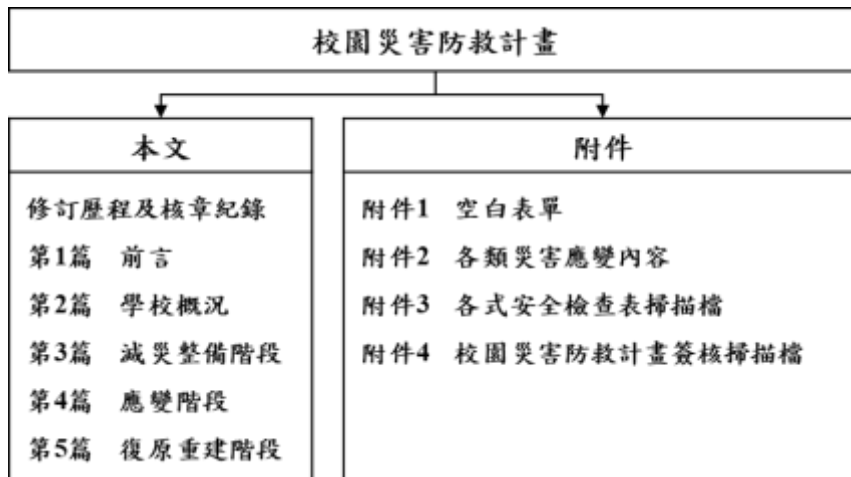 校園災害防救計畫
本文
修訂歷程及核章紀錄
第1篇 前言
第2篇 學校概況
第3篇 減災整備階段
第4篇 應變階段
第5篇 復原重建階段
附件
附件1 空白表單
附件2 各類災害應變內容
附件3 各式安全檢查表掃描檔
附件4 校園災害防救計畫簽核掃描檔